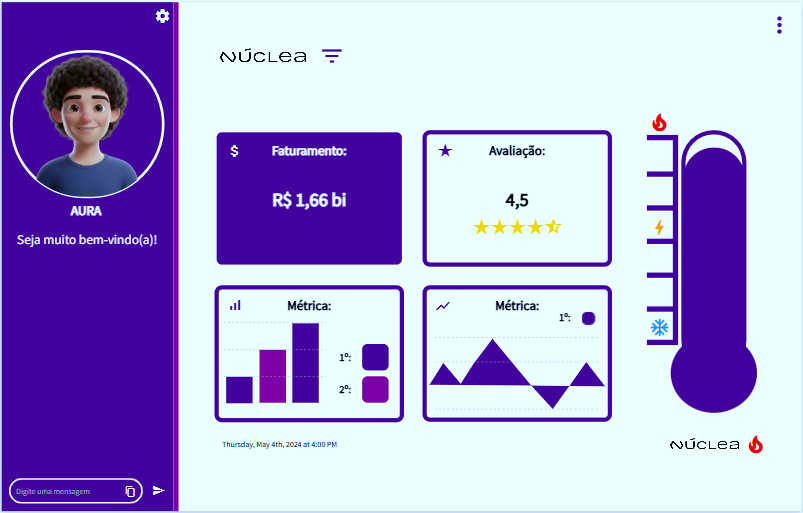 AURA
Seja muito bem-vindo(a)!
Digite uma mensagem
NÚCLEA
$ Faturamento:
R$ 1,66 bi
Avaliação:
4,5
Métrica:
1º:
2º:
Métrica:
1º:
Thursday, May 4th, 2024 at 4:00 PM
NÚCLEA